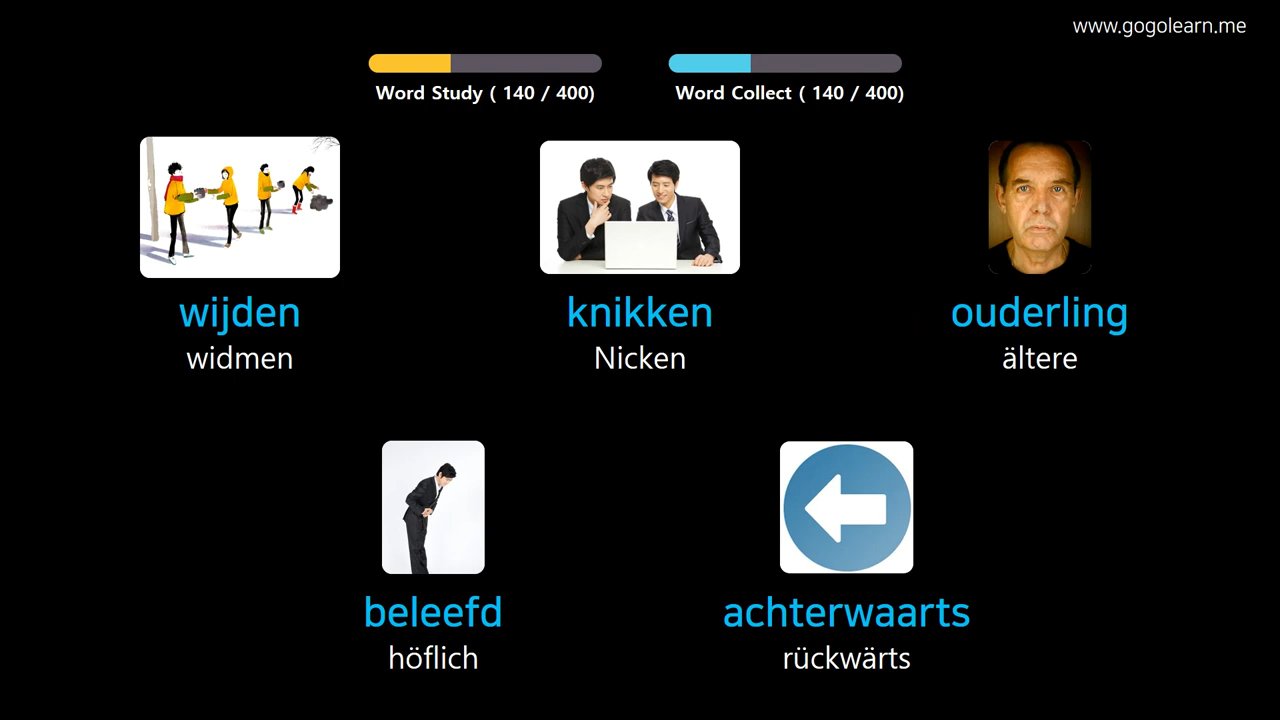 www.gogolearn.me
Word Study ( 140 / 400)
Word Collect ( 140 / 400)
wijden
widmen
knikken
Nicken
ouderling
ältere
beleefd
höflich
achterwaarts
rückwärts